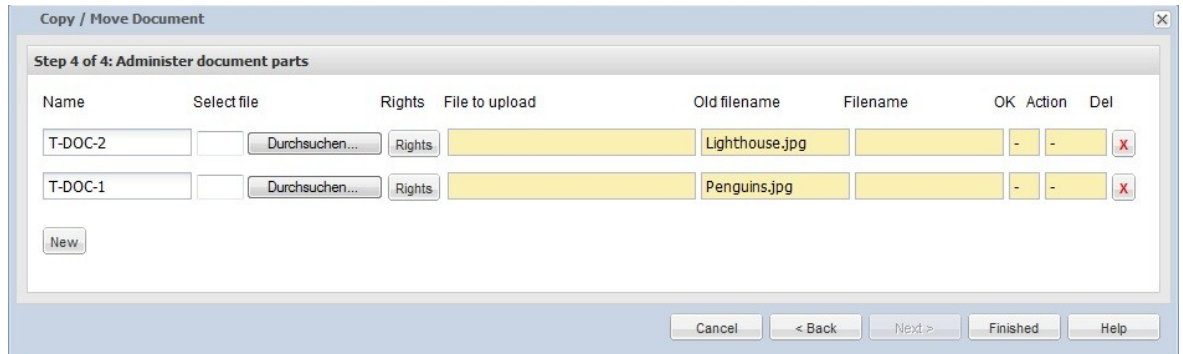 Copy / Move Document
Step 4 of 4: Administer document parts
Name Select file Rights File to upload Old filename Filename OK Action Del
T-DOC-2 Durchsuchen... Rights Lighthouse.jpg - - X
T-DOC-1 Durchsuchen... Rights Penguins.jpg - - X
New
Cancel < Back Next > Finished Help